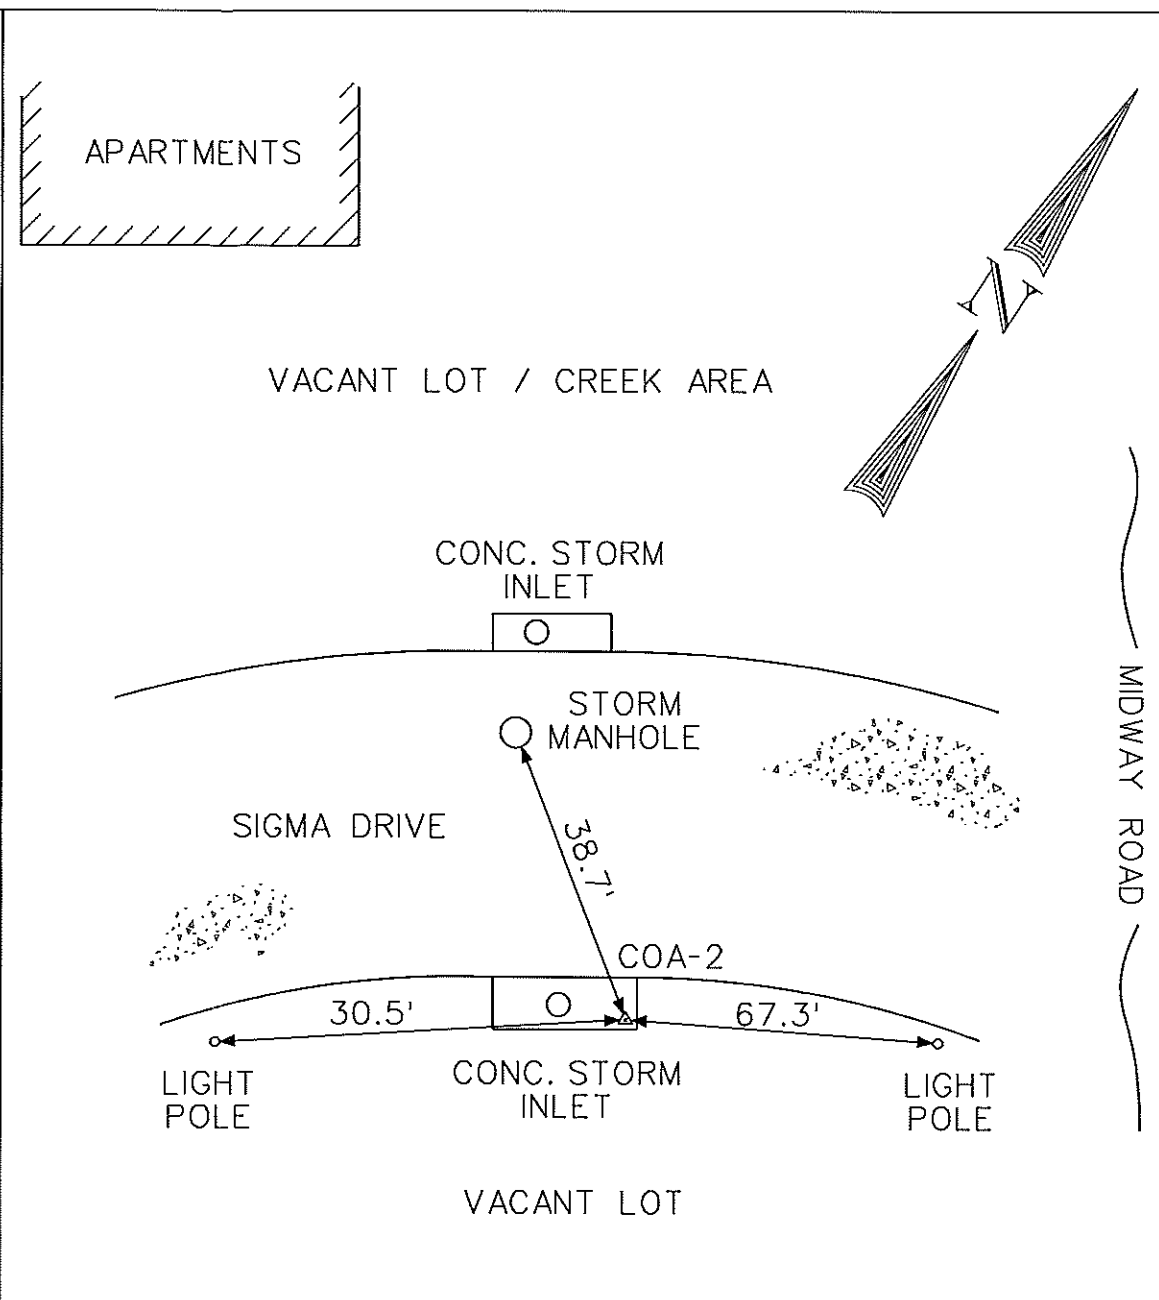 APARTMENTS
N
VACANT LOT / CREEK AREA
CONC. STORM
INLET
STORM
MANHOLE
MIDWAY ROAD
SIGMA DRIVE
38.7'
COA-2
30.5'
67.3'
LIGHT
POLE
CONC. STORM
INLET
LIGHT
POLE
VACANT LOT